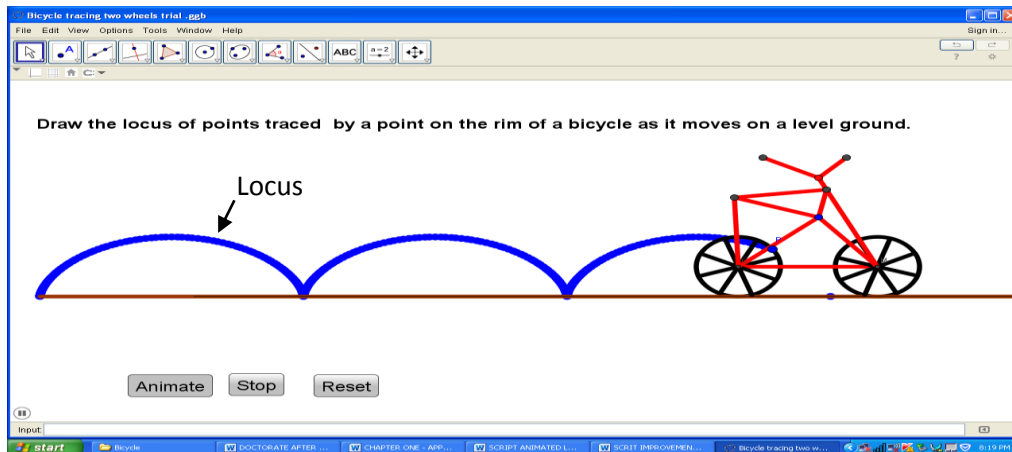 Bicycle tracing two wheels trial .ggb
File Edit View Options Tools Window Help
Sign in...
ABC
a=2
Draw the locus of points traced by a point on the rim of a bicycle as it moves on a level ground.
Locus
Animate Stop Reset
Input:
start Bicycle DOCTORATE AFTER ... CHAPTER ONE - APP... SCRIPT ANIMATED L... SCRIT IMPROVEMEN... Bicycle tracing two w... 8:19 PM